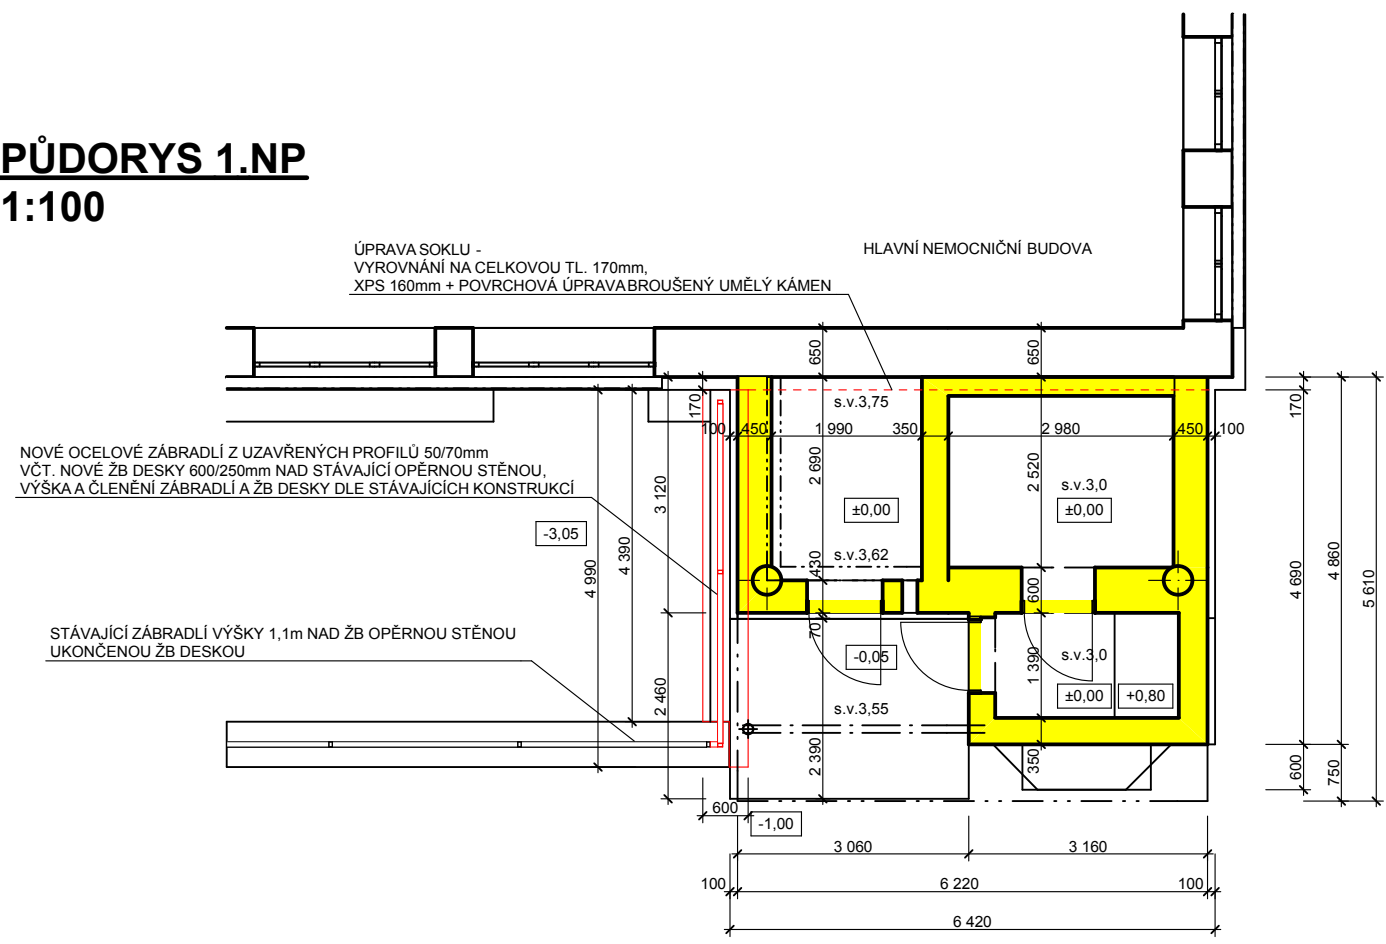 PŮDORYS 1.NP
1:100
ÚPRAVA SOKLU -
VYROVNÁNÍ NA CELKOVOU TL. 170mm,
XPS 160mm + POVRCHOVÁ ÚPRAVABROUŠENÝ UMĚLÝ KÁMEN
HLAVNÍ NEMOCNIČNÍ BUDOVA
650
650
170
s.v.3,75
170
100
450
1 990
350
2 980
450
100
NOVÉ OCELOVÉ ZÁBRADLÍ Z UZAVŘENÝCH PROFILŮ 50/70mm
VČT. NOVÉ ŽB DESKY 600/250mm NAD STÁVAJÍCÍ OPĚRNOU STĚNOU,
VÝŠKA A ČLENĚNÍ ZÁBRADLÍ A ŽB DESKY DLE STÁVAJÍCÍCH KONSTRUKCÍ
2 690
2 520
3 120
s.v.3,0
±0,00
±0,00
-3,05
4 390
4 990
s.v.3,62
430
600
4 690
4 860
5 610
STÁVAJÍCÍ ZÁBRADLÍ VÝŠKY 1,1m NAD ŽB OPĚRNOU STĚNOU
UKONČENOU ŽB DESKOU
70
-0,05
s.v.3,0
1 390
±0,00
+0,80
2 460
s.v.3,55
2 390
350
600
750
600
-1,00
3 060
3 160
100
6 220
100
6 420